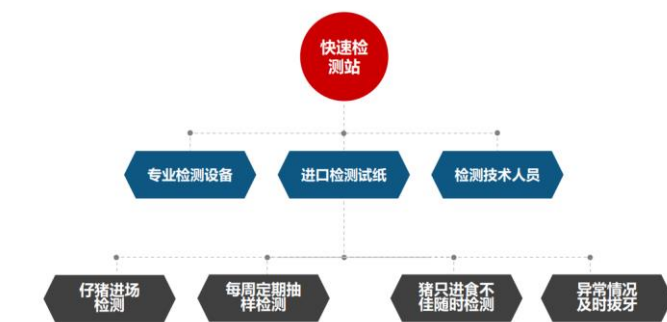 快速检
测站
专业检测设备
进口检测试纸
检测技术人员
仔猪进场
检测
每周定期抽
样检测
猪只进食不
佳随时检测
异常情况
及时拔牙